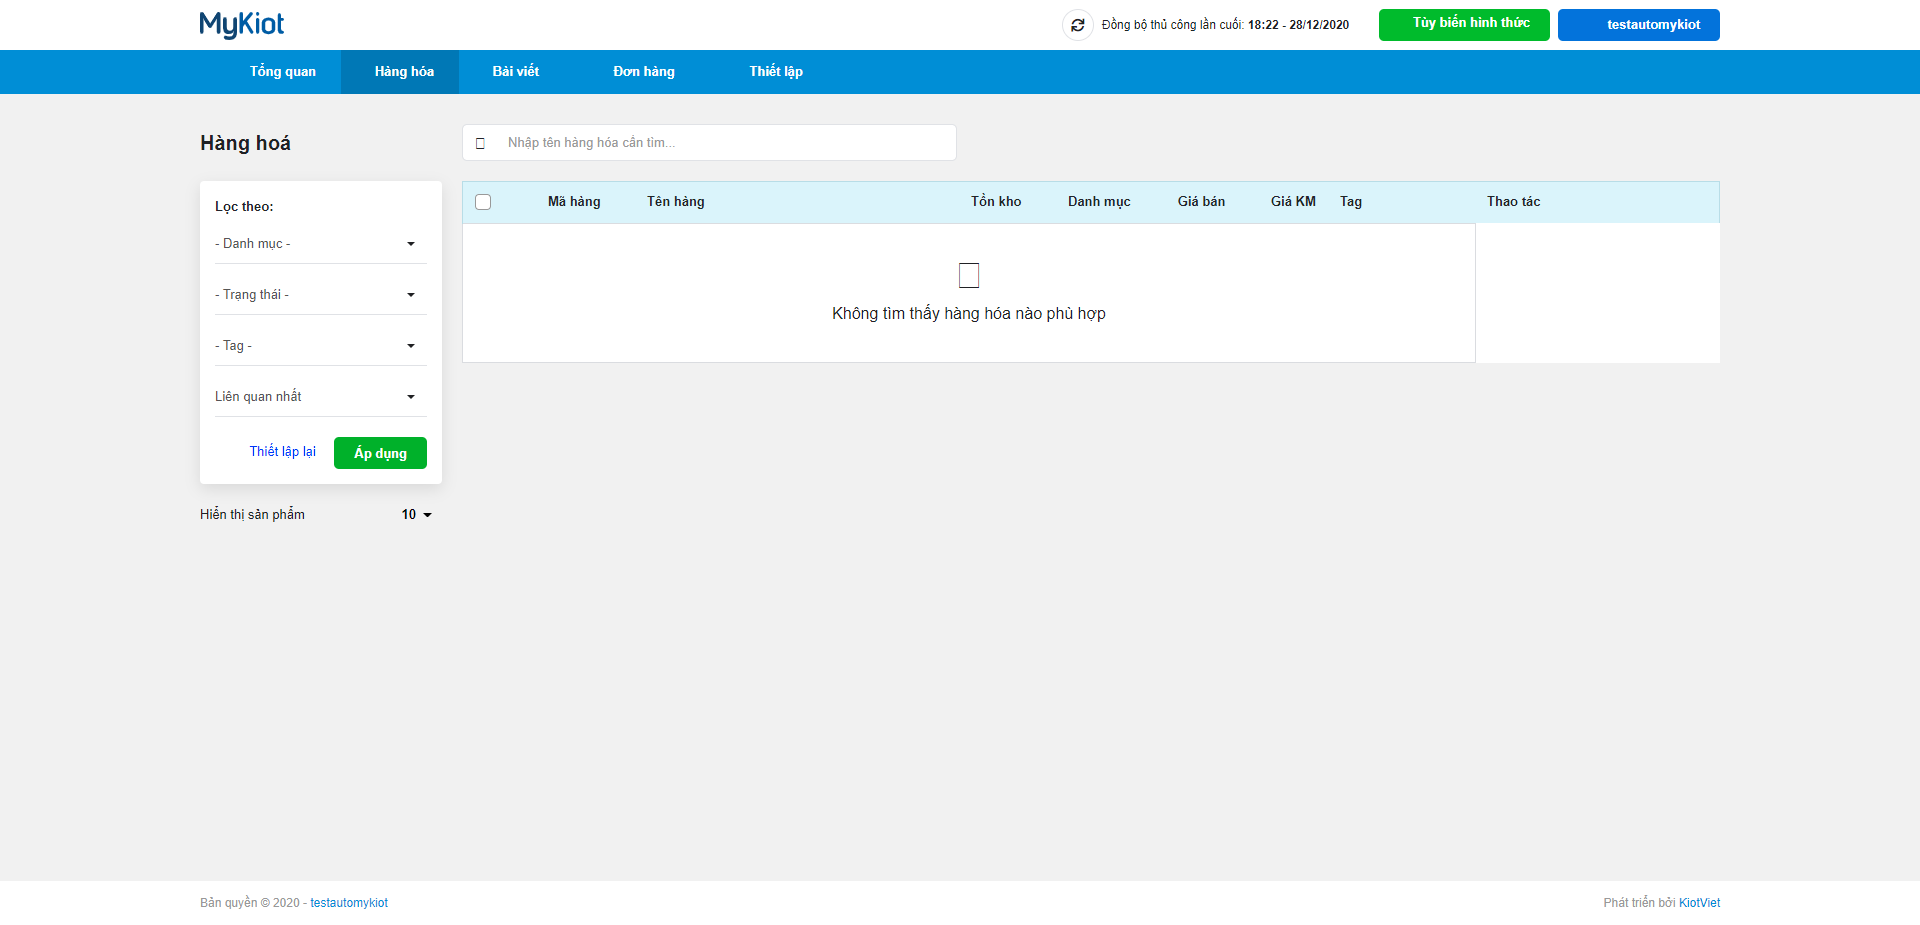 MyKiot
Đồng bộ thủ công lần cuối: 18:22 - 28/12/2020
Tùy biến hình thức
testautomykiot
Tổng quan
Hàng hóa
Bài viết
Đơn hàng
Thiết lập
Hàng hoá
Nhập tên hàng hóa cần tìm...
Lọc theo:
- Danh mục -
- Trạng thái -
- Tag -
Liên quan nhất
Thiết lập lại
Áp dụng
Hiển thị sản phẩm
10
Mã hàng
Tên hàng
Tồn kho
Danh mục
Giá bán
Giá KM
Tag
Thao tác
Không tìm thấy hàng hóa nào phù hợp
Bản quyền © 2020 - testautomykiot
Phát triển bởi KiotViet